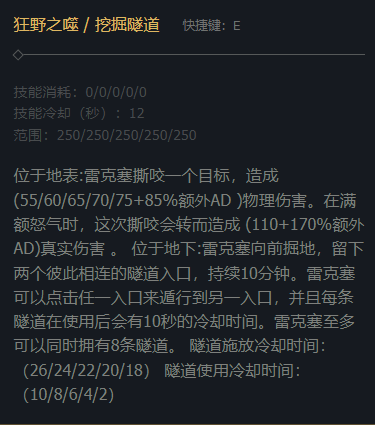 狂野之噬 / 挖掘隧道 快捷键：E
技能消耗：0/0/0/0/0
技能冷却（秒）：12
范围：250/250/250/250/250
位于地表:雷克塞撕咬一个目标，造成
(55/60/65/70/75+85%额外AD )物理伤害。在满
额怒气时，这次撕咬会转而造成 (110+170%额外
AD)真实伤害 。 位于地下:雷克塞向前掘地，留下
两个彼此相连的隧道入口，持续10分钟。雷克塞
可以点击任一入口来遁行到另一入口，并且每条
隧道在使用后会有10秒的冷却时间。雷克塞至多
可以同时拥有8条隧道。 隧道施放冷却时间：
（26/24/22/20/18） 隧道使用冷却时间：
（10/8/6/4/2）